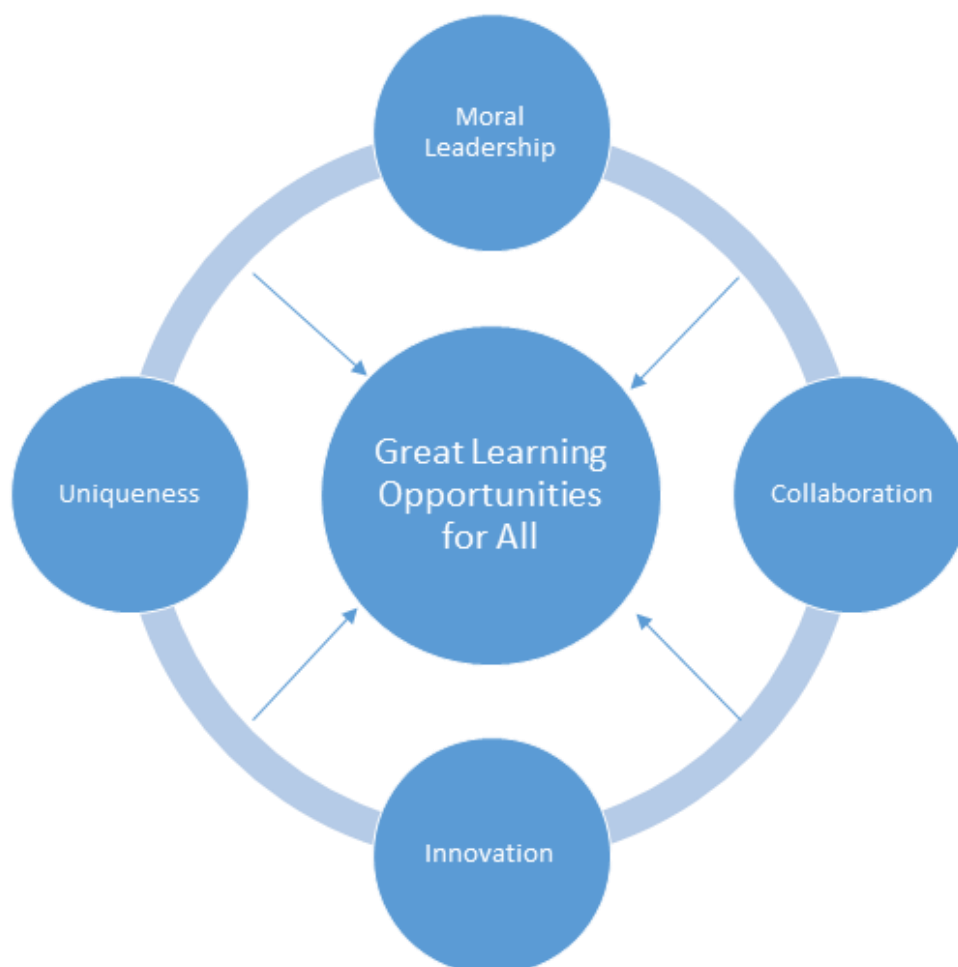 Moral
Leadership
Great Learning
Opportunities
for All
Uniqueness
Collaboration
Innovation